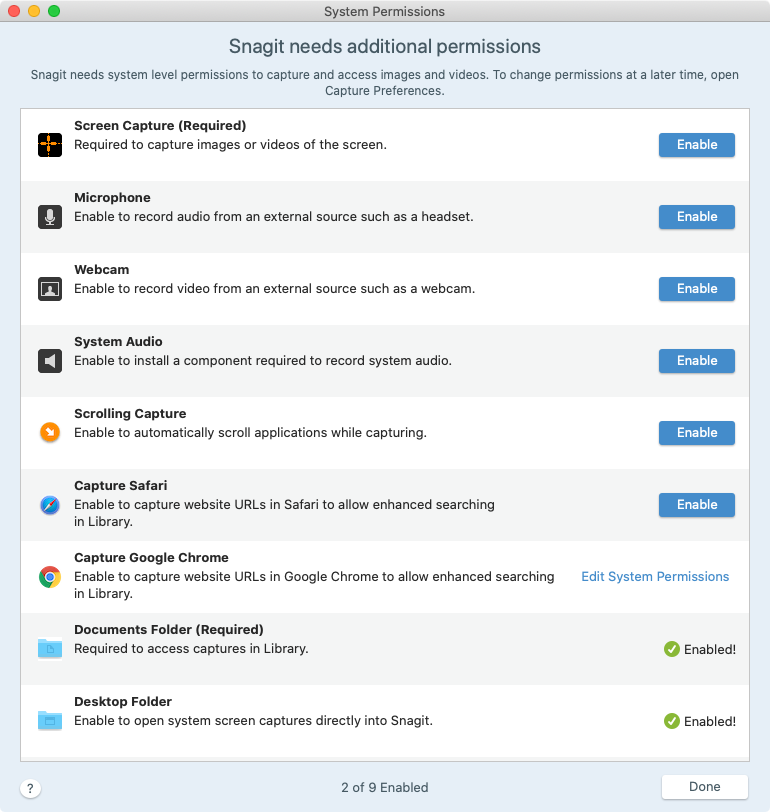 System Permissions
Snagit needs additional permissions
Snagit needs system level permissions to capture and access images and videos. To change permissions at a later time, open
Capture Preferences.
Screen Capture (Required)
Required to capture images or videos of the screen.
Enable
Microphone
Enable to record audio from an external source such as a headset.
Enable
Webcam
Enable to record video from an external source such as a webcam.
Enable
System Audio
Enable to install a component required to record system audio.
Enable
Scrolling Capture
Enable to automatically scroll applications while capturing.
Enable
Capture Safari
Enable to capture website URLs in Safari to allow enhanced searching
in Library.
Enable
Capture Google Chrome
Enable to capture website URLs in Google Chrome to allow enhanced searching
in Library.
Edit System Permissions
Documents Folder (Required)
Required to access captures in Library.
Enabled!
Desktop Folder
Enable to open system screen captures directly into Snagit.
Enabled!
?
2 of 9 Enabled
Done